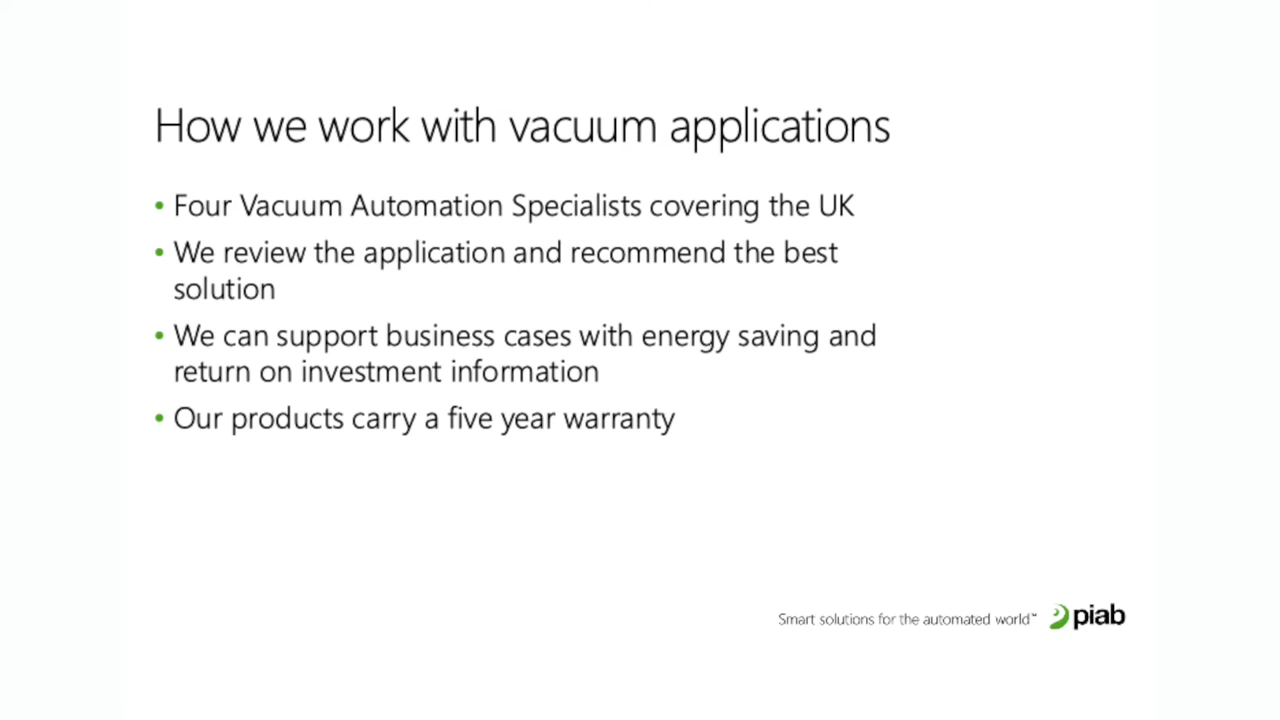 How we work with vacuum applications
• Four Vacuum Automation Specialists covering the UK
• We review the application and recommend the best
solution
• We can support business cases with energy saving and
return on investment information
• Our products carry a five year warranty
Smart solutions for the automated world™ piab